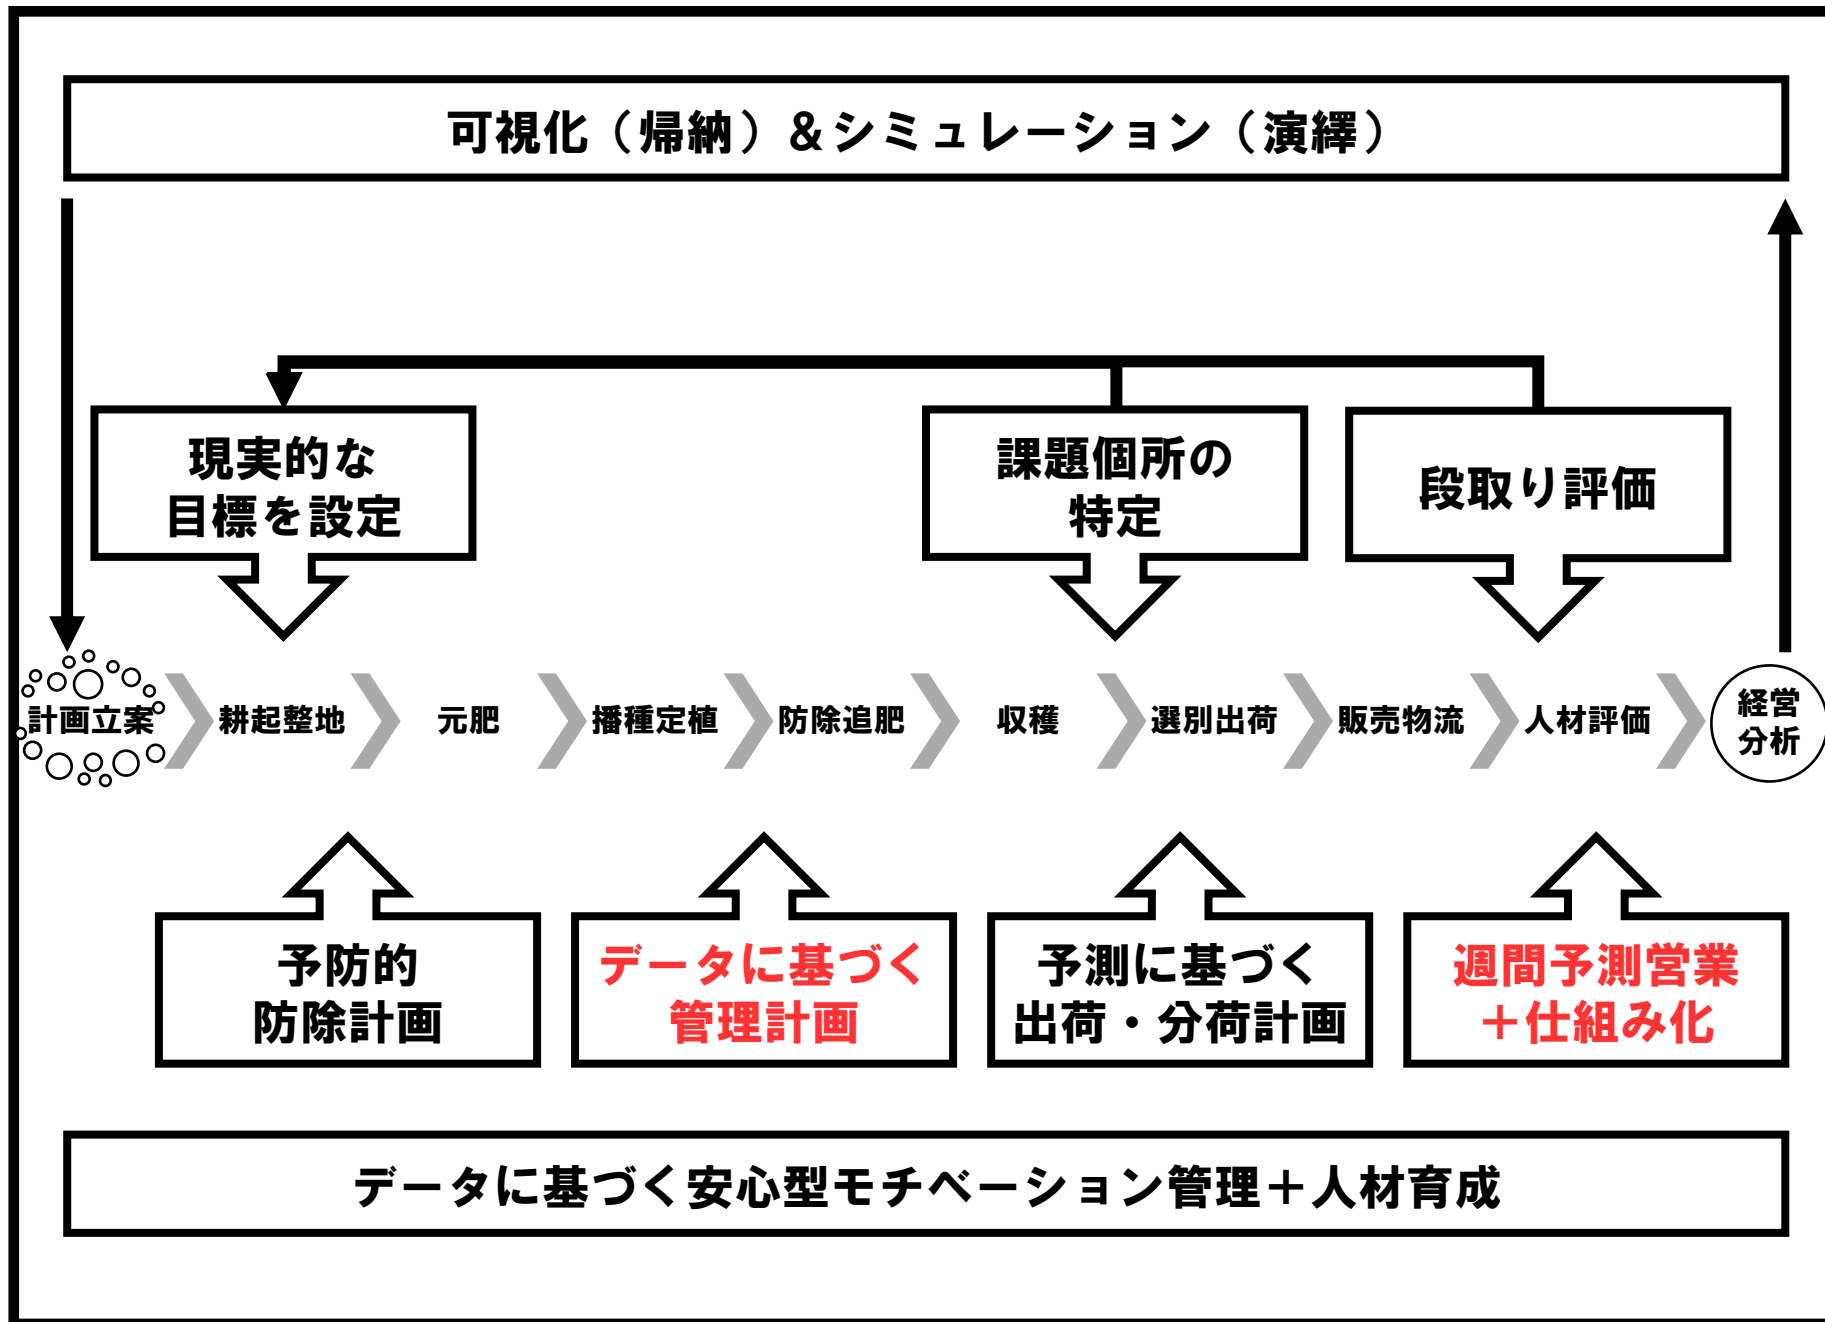 可視化（帰納）＆シミュレーション（演繹）
現実的な
目標を設定
課題個所の
特定
段取り評価
計画立案
耕起整地
元肥
播種定植
防除追肥
収穫
選別出荷
販売物流
人材評価
経営
分析
予防的
防除計画
データに基づく
管理計画
予測に基づく
出荷・分荷計画
週間予測営業
＋仕組み化
データに基づく安心型モチベーション管理＋人材育成